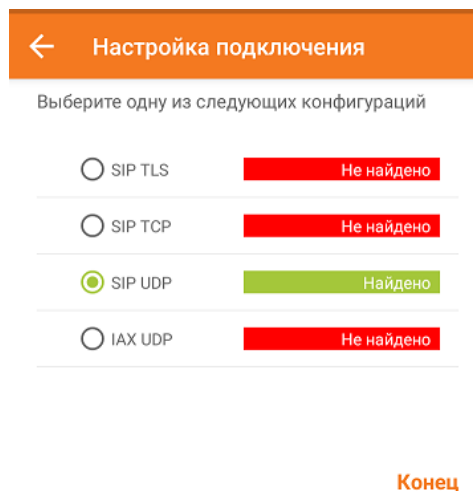 Настройка подключения
Выберите одну из следующих конфигураций
SIP TLS Не найдено
SIP TCP Не найдено
SIP UDP Найдено
IAX UDP Не найдено
Конец